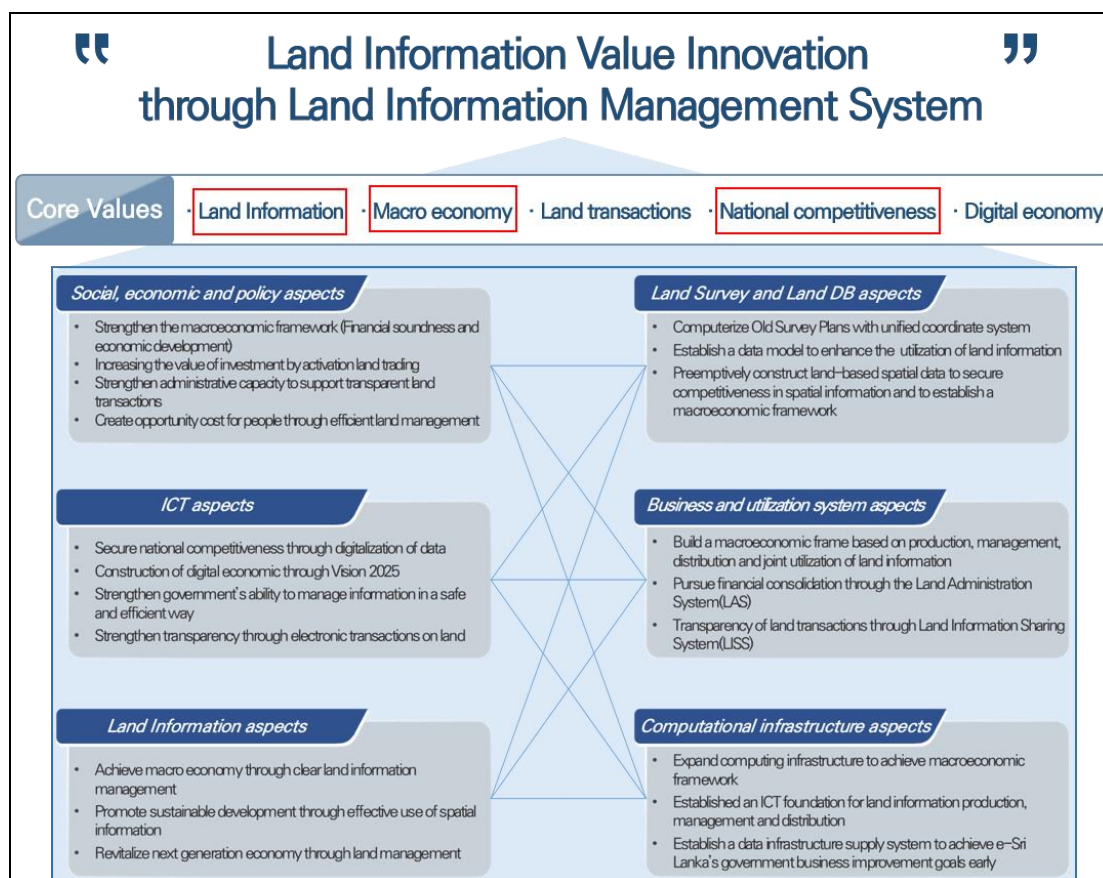 " Land Information Value Innovation "
through Land Information Management System
Core Values · Land Information · Macro economy · Land transactions · National competitiveness · Digital economy
Social, economic and policy aspects
• Strengthen the macroeconomic framework (Financial soundness and
economic development)
• Increasing the value of investment by activation land trading
• Strengthen administrative capacity to support transparent land
transactions
• Create opportunity cost for people through efficient land management
Land Survey and Land DB aspects
• Computerize Old Survey Plans with unified coordinate system
• Establish a data model to enhance the utilization of land information
• Preemptively construct land-based spatial data to secure
competitiveness in spatial information and to establish a
macroeconomic framework
ICT aspects
• Secure national competitiveness through digitalization of data
• Construction of digital economic through Vision 2025
• Strengthen government's ability to manage information in a safe
and efficient way
• Strengthen transparency through electronic transactions on land
Business and utilization system aspects
• Build a macroeconomic frame based on production, management,
distribution and joint utilization of land information
• Pursue financial consolidation through the Land Administration
System(LAS)
• Transparency of land transactions through Land Information Sharing
System(LISS)
Land Information aspects
• Achieve macro economy through clear land information
management
• Promote sustainable development through effective use of spatial
information
• Revitalize next generation economy through land management
Computational infrastructure aspects
• Expand computing infrastructure to achieve macroeconomic
framework
• Established an ICT foundation for land information production,
management and distribution
• Establish a data infrastructure supply system to achieve e-Sri
Lanka's government business improvement goals early